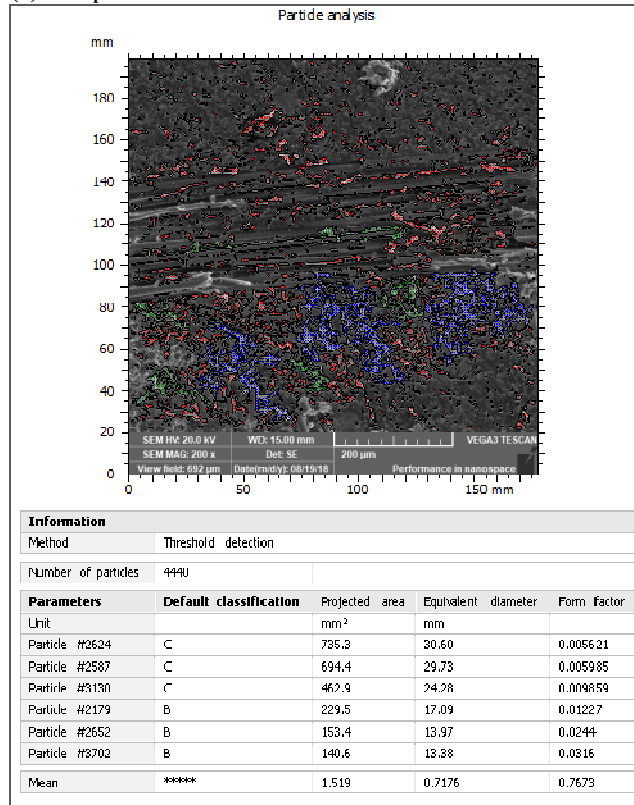 Particle analysis
mm
180
160
140
120
100
80
60
40
20
0
SEM HV: 20.0 kV WD: 15.00 mm VEGA3 TESCAN
SEM MAG: 200 x Det: SE 200 µm
View field: 692 µm Date(m/d/y): 08/19/18 Performance in nanospace
0 50 100 150 mm
Information
Method Threshold detection
Number of particles 4440
Parameters Default classification Projected area Equivalent diameter Form factor
Unit mm² mm
Particle #2624 C 735.3 30.60 0.005621
Particle #2587 C 694.4 29.73 0.005985
Particle #3130 C 462.9 24.28 0.009859
Particle #2179 B 229.5 17.09 0.01227
Particle #2652 B 153.4 13.97 0.0244
Particle #3702 B 140.6 13.38 0.0316
Mean ***** 1.519 0.7176 0.7673